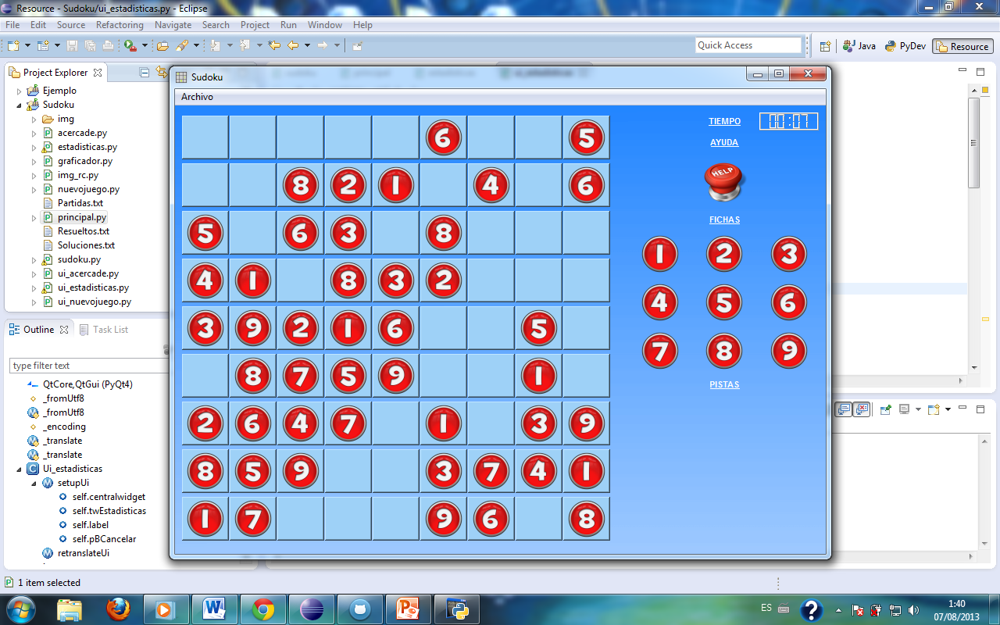 Resource - Sudoku/ui_estadisticas.py - Eclipse
File Edit Source Refactoring Navigate Search Project Run Window Help
Quick Access
Java PyDev Resource
Project Explorer
Ejemplo
Sudoku
img
acercade.py
estadisticas.py
graficador.py
img_rc.py
nuevojuego.py
Partidas.txt
principal.py
Resueltos.txt
Soluciones.txt
sudoku.py
ui_acercade.py
ui_estadisticas.py
ui_nuevojuego.py
Outline Task List
type filter text
QtCore,QtGui (PyQt4)
_fromUtf8
_fromUtf8
_encoding
_translate
_translate
Ui_estadisticas
setupUi
self.centralwidget
self.twEstadisticas
self.label
self.pBCancelar
retranslateUi
Sudoku
Archivo
6 5
8 2 1 4 6
5 6 3 8
4 1 8 3 2
3 9 2 1 6 5
8 7 5 9 1
2 6 4 7 1 3 9
8 5 9 3 7 4 1
1 7 9 6 8
TIEMPO 00:07
AYUDA
HELP
FICHAS
1 2 3
4 5 6
7 8 9
PISTAS
1 item selected
ES
1:40
07/08/2013